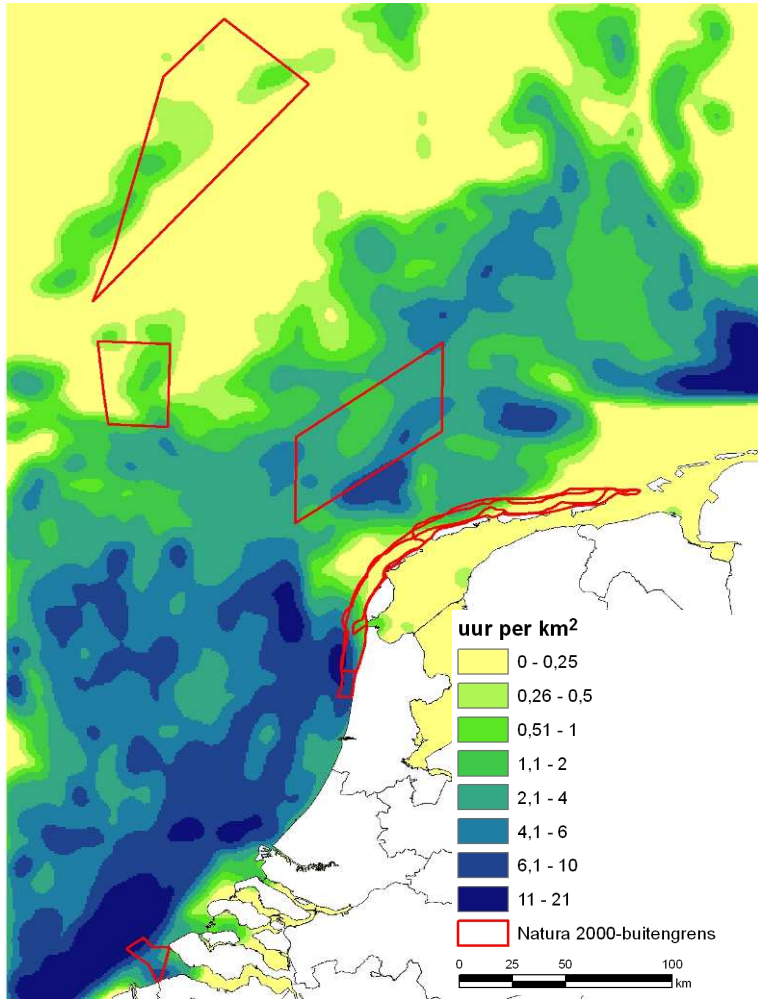 uur per km²
0 - 0,25
0,26 - 0,5
0,51 - 1
1,1 - 2
2,1 - 4
4,1 - 6
6,1 - 10
11 - 21
Natura 2000-buitengrens
0 25 50 100
km